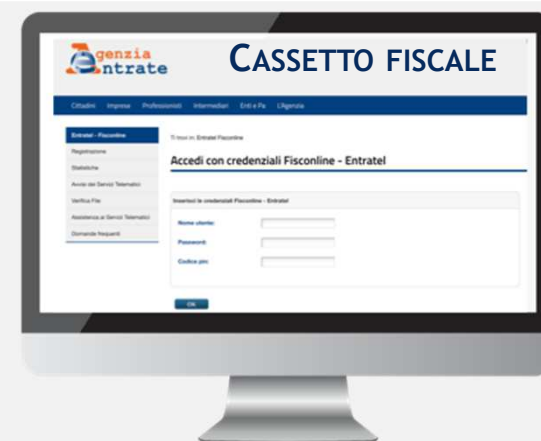 Agenzia
Entrate
CASSETTO FISCALE
Cittadini Imprese Professionisti Intermediari Enti e Pa L'Agenzia
Entratel - Fisconline
Registrazione
Statistiche
Avvisi dei Servizi Telematici
Verifica File
Assistenza ai Servizi Telematici
Domande frequenti
Ti trovi in: Entratel Fisconline
Accedi con credenziali Fisconline - Entratel
Inserisci le credenziali Fisconline - Entratel
Nome utente:
Password:
Codice pin:
Ok